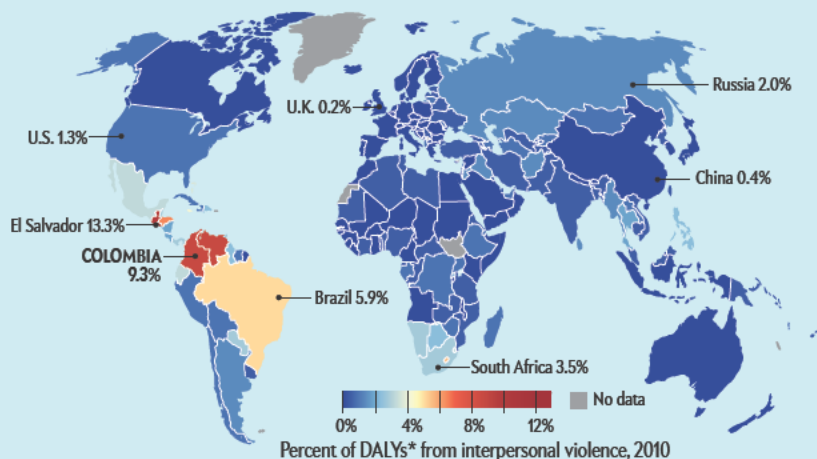 Russia 2.0%
U.K. 0.2%
U.S. 1.3%
China 0.4%
El Salvador 13.3%
COLOMBIA
9.3%
Brazil 5.9%
South Africa 3.5%
No data
0% 4% 8% 12%
Percent of DALYs* from interpersonal violence, 2010